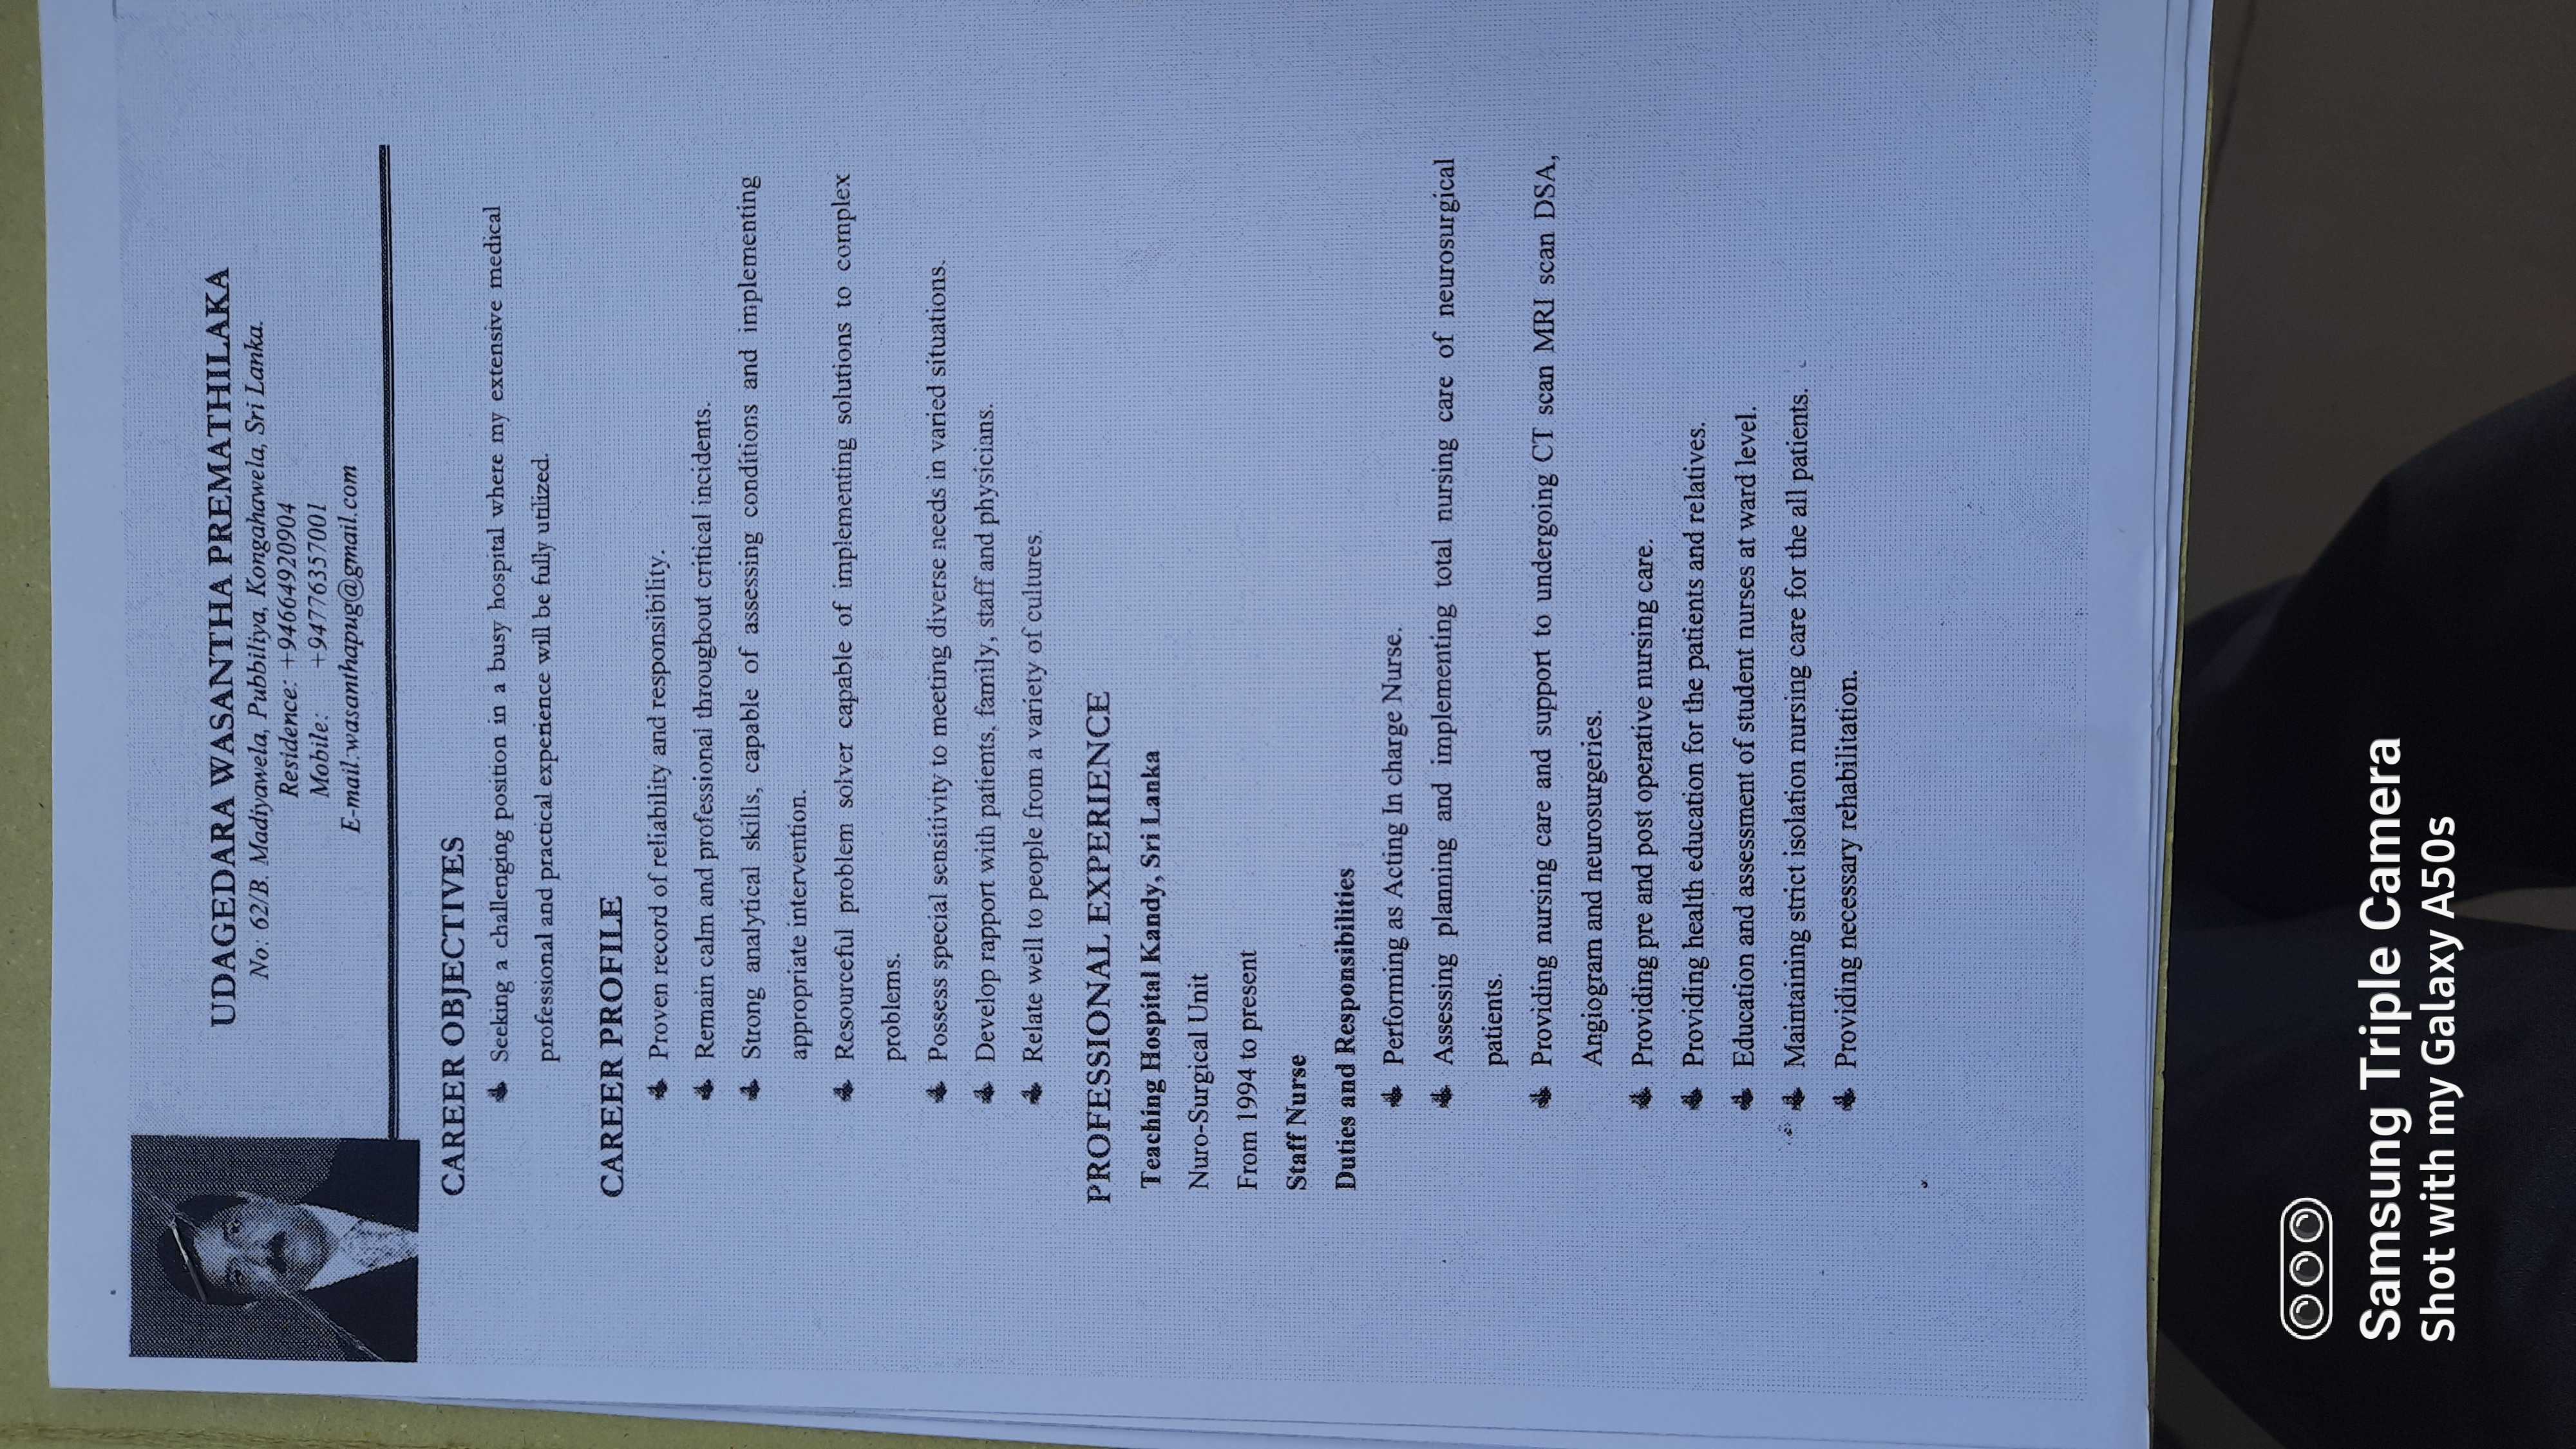 UDAGEDARA WASANTHA PREMATHILAKA
No: 62/B. Madiyawela, Pubbiliya, Kongahawela, Sri Lanka.
Residence: +94664920904
Mobile: +94776357001
E-mail:wasanthapug@gmail.com
CAREER OBJECTIVES
Seeking a challenging position in a busy hospital where my extensive medical
professional and practical experience will be fully utilized.
CAREER PROFILE
Proven record of reliability and responsibility.
Remain calm and professional throughout critical incidents.
Strong analytical skills, capable of assessing conditions and implementing
appropriate intervention.
Resourceful problem solver capable of implementing solutions to complex
problems.
Possess special sensitivity to meeting diverse needs in varied situations.
Develop rapport with patients, family, staff and physicians.
Relate well to people from a variety of cultures.
PROFESSIONAL EXPERIENCE
Teaching Hospital Kandy, Sri Lanka
Nuro-Surgical Unit
From 1994 to present
Staff Nurse
Duties and Responsibilities
Performing as Acting In charge Nurse.
Assessing planning and implementing total nursing care of neurosurgical
patients.
Providing nursing care and support to undergoing CT scan MRI scan DSA,
Angiogram and neurosurgeries.
Providing pre and post operative nursing care.
Providing health education for the patients and relatives.
Education and assessment of student nurses at ward level.
Maintaining strict isolation nursing care for the all patients.
Providing necessary rehabilitation.
Samsung Triple Camera
Shot with my Galaxy A50s